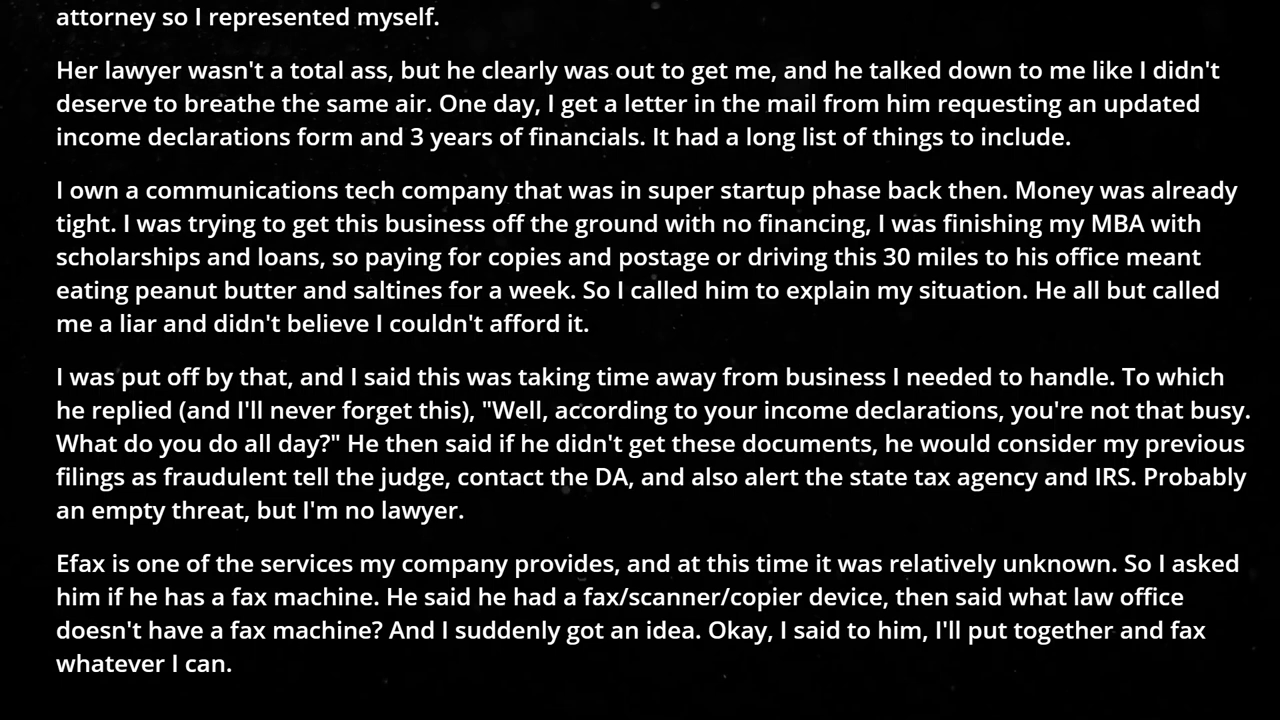 attorney so I represented myself.
Her lawyer wasn't a total ass, but he clearly was out to get me, and he talked down to me like I didn't
deserve to breathe the same air. One day, I get a letter in the mail from him requesting an updated
income declarations form and 3 years of financials. It had a long list of things to include.
I own a communications tech company that was in super startup phase back then. Money was already
tight. I was trying to get this business off the ground with no financing, I was finishing my MBA with
scholarships and loans, so paying for copies and postage or driving this 30 miles to his office meant
eating peanut butter and saltines for a week. So I called him to explain my situation. He all but called
me a liar and didn't believe I couldn't afford it.
I was put off by that, and I said this was taking time away from business I needed to handle. To which
he replied (and I'll never forget this), "Well, according to your income declarations, you're not that busy.
What do you do all day?" He then said if he didn't get these documents, he would consider my previous
filings as fraudulent tell the judge, contact the DA, and also alert the state tax agency and IRS. Probably
an empty threat, but I'm no lawyer.
Efax is one of the services my company provides, and at this time it was relatively unknown. So I asked
him if he has a fax machine. He said he had a fax/scanner/copier device, then said what law office
doesn't have a fax machine? And I suddenly got an idea. Okay, I said to him, I'll put together and fax
whatever I can.